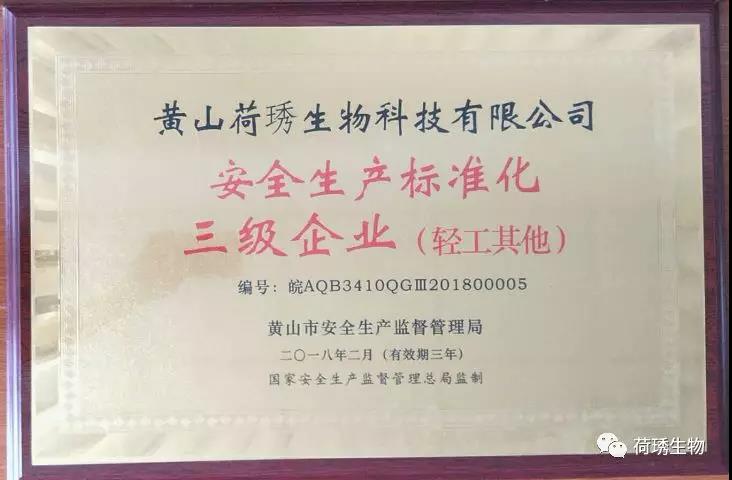 黄山荷琇生物科技有限公司
安全生产标准化
三级企业（轻工其他）
编号：皖AQB3410QGⅢ201800005
黄山市安全生产监督管理局
二〇一八年二月（有效期三年）
国家安全生产监督管理总局监制
荷琇生物